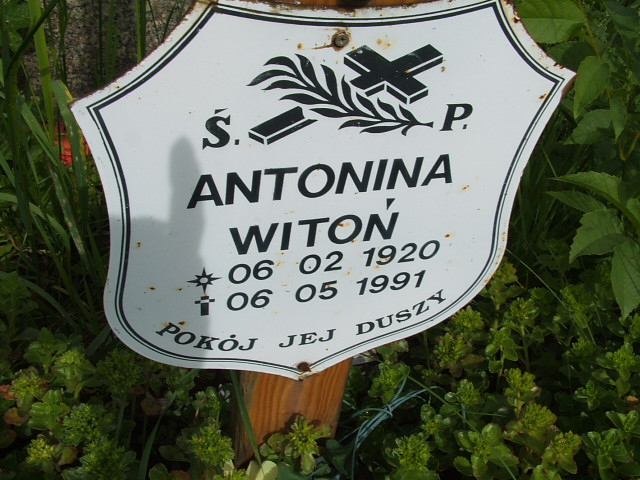 Ś. P.
ANTONINA
WITOŃ
06 02 1920
06 05 1991
POKÓJ JEJ DUSZY